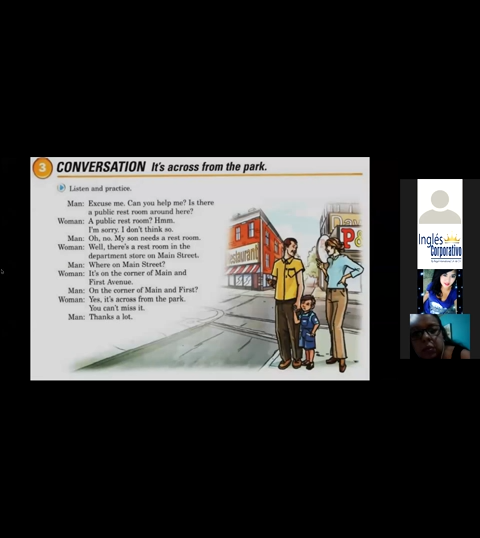 3 CONVERSATION It's across from the park.
Listen and practice.
Man: Excuse me. Can you help me? Is there
a public rest room around here?
Woman: A public rest room? Hmm.
I'm sorry. I don't think so.
Man: Oh, no. My son needs a rest room.
Woman: Well, there's a rest room in the
department store on Main Street.
Man: Where on Main Street?
Woman: It's on the corner of Main and
First Avenue.
Man: On the corner of Main and First?
Woman: Yes, it's across from the park.
You can't miss it.
Man: Thanks a lot.
Restaurant
Inglés
Corporativo